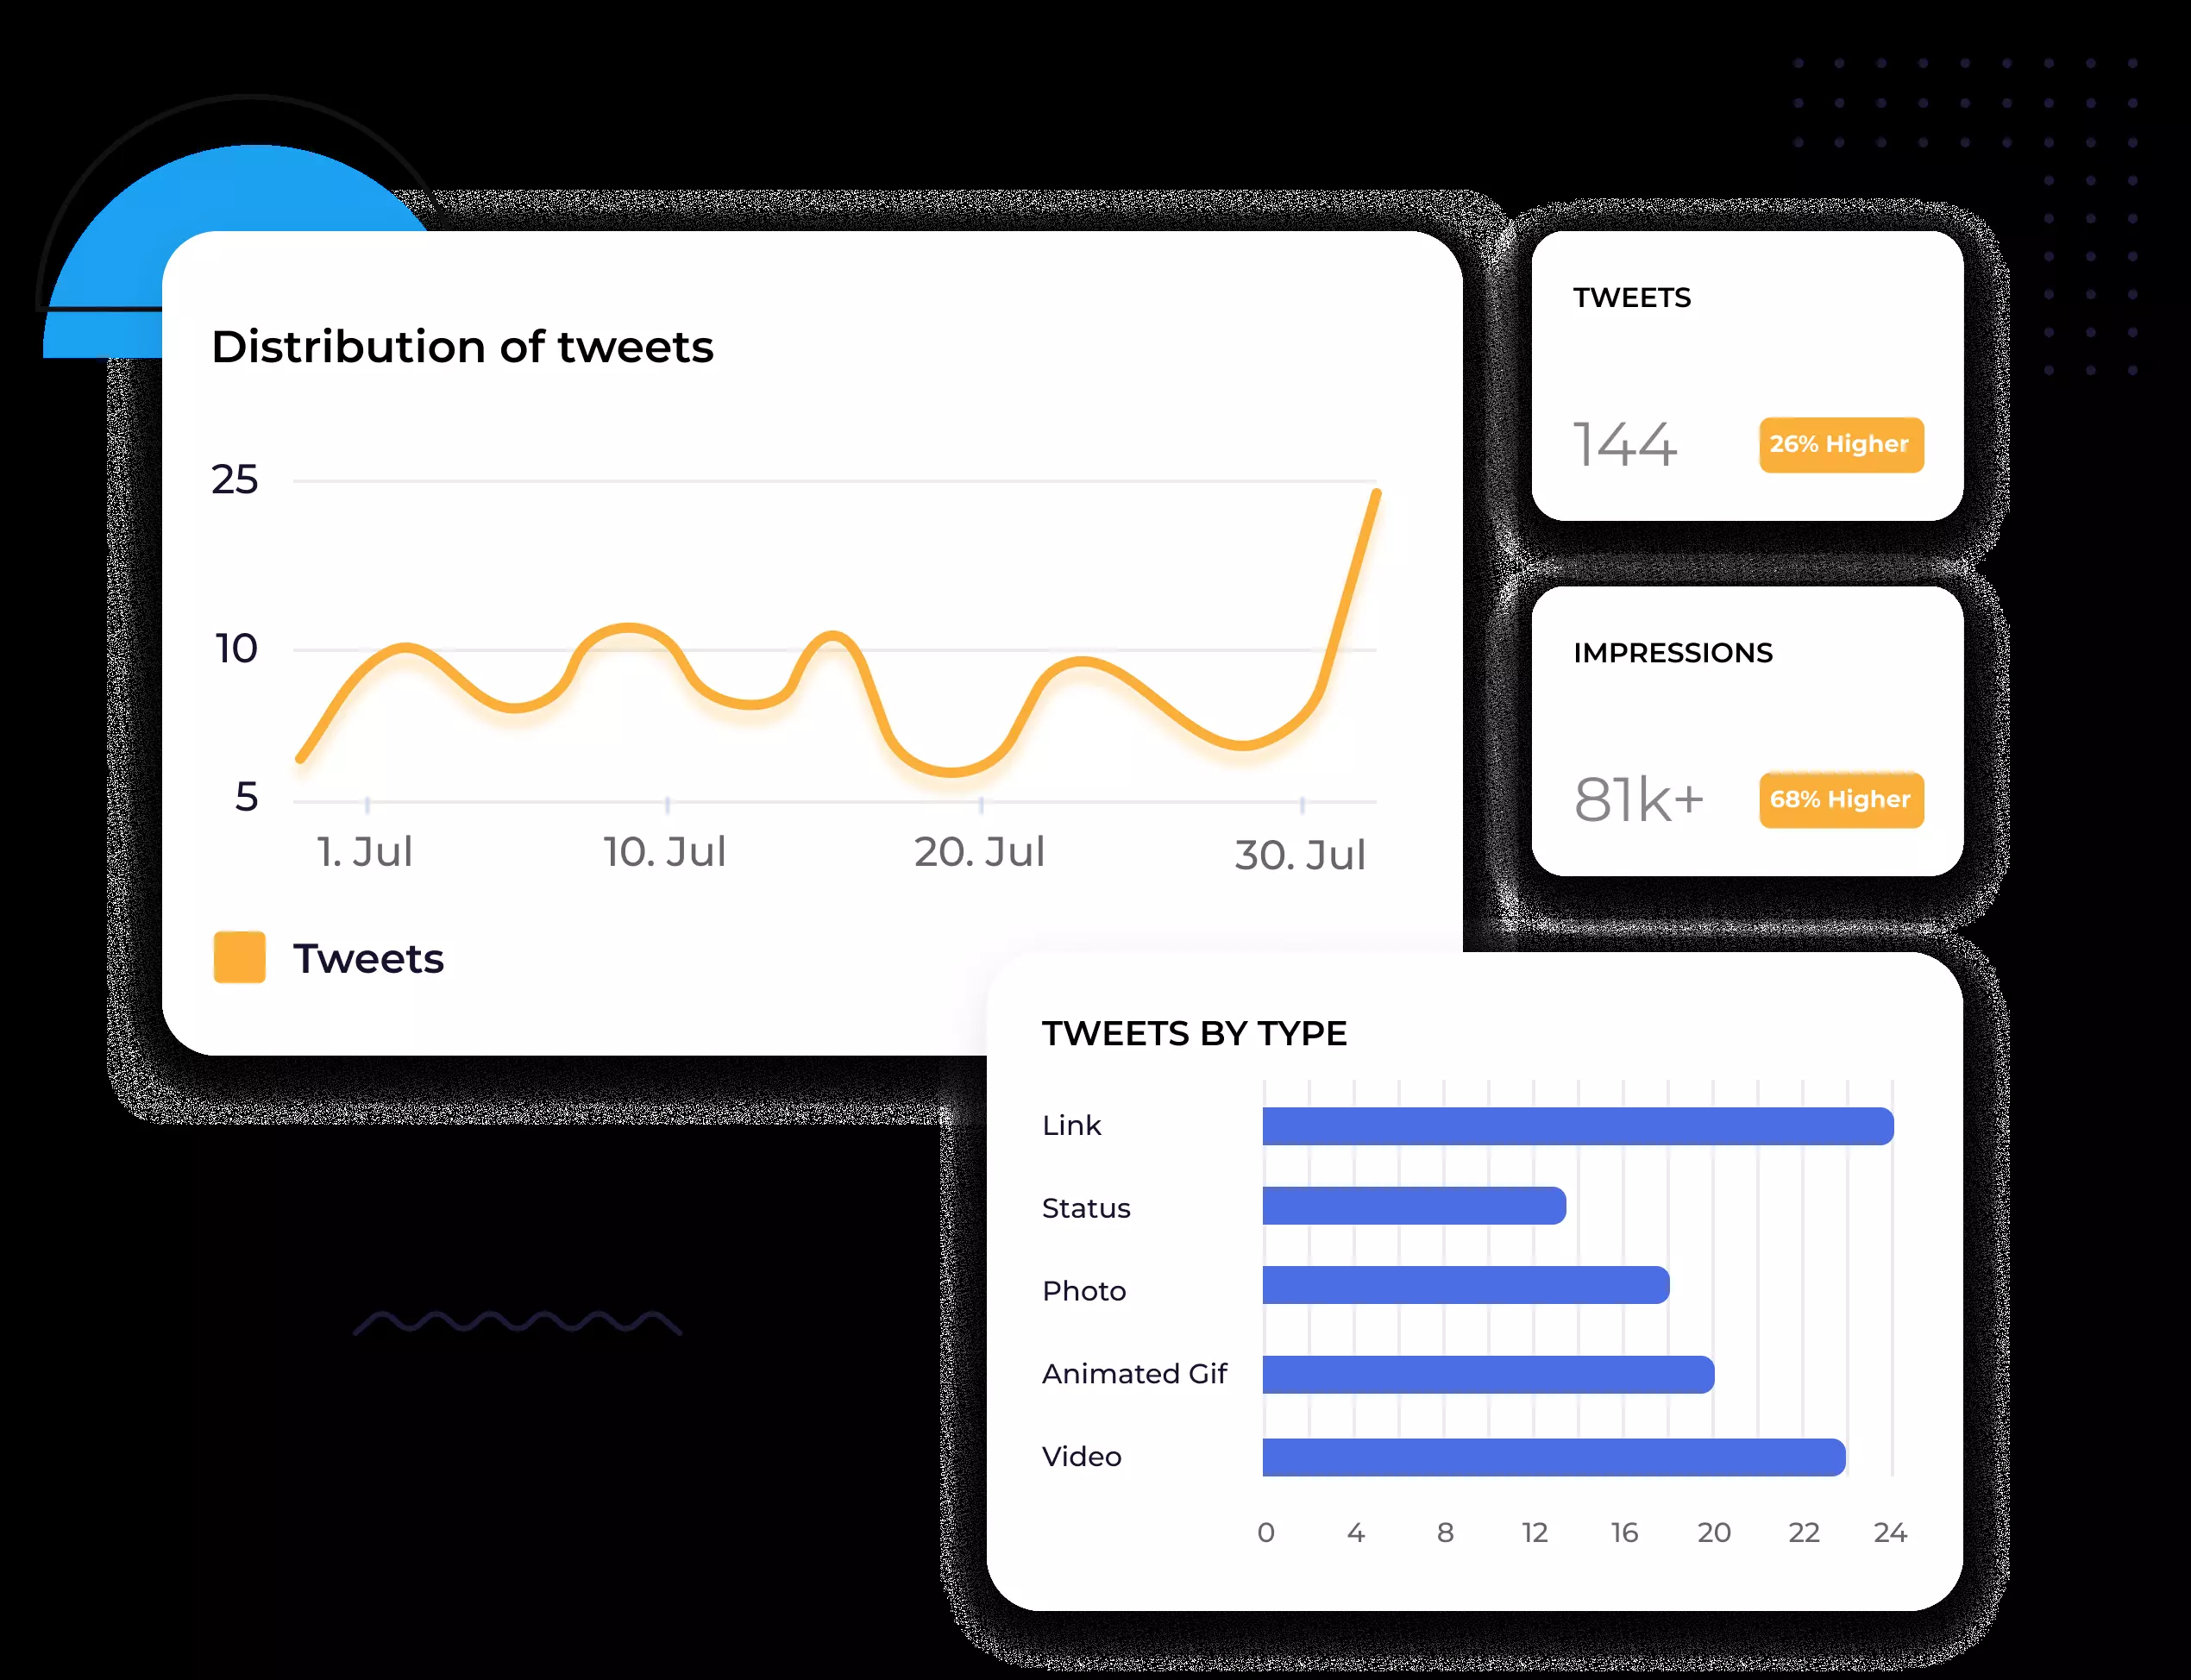 Distribution of tweets
25
10
5
1. Jul 10. Jul 20. Jul 30. Jul
Tweets
TWEETS
144 26% Higher
IMPRESSIONS
81k+ 68% Higher
TWEETS BY TYPE
Link
Status
Photo
Animated Gif
Video
0 4 8 12 16 20 22 24